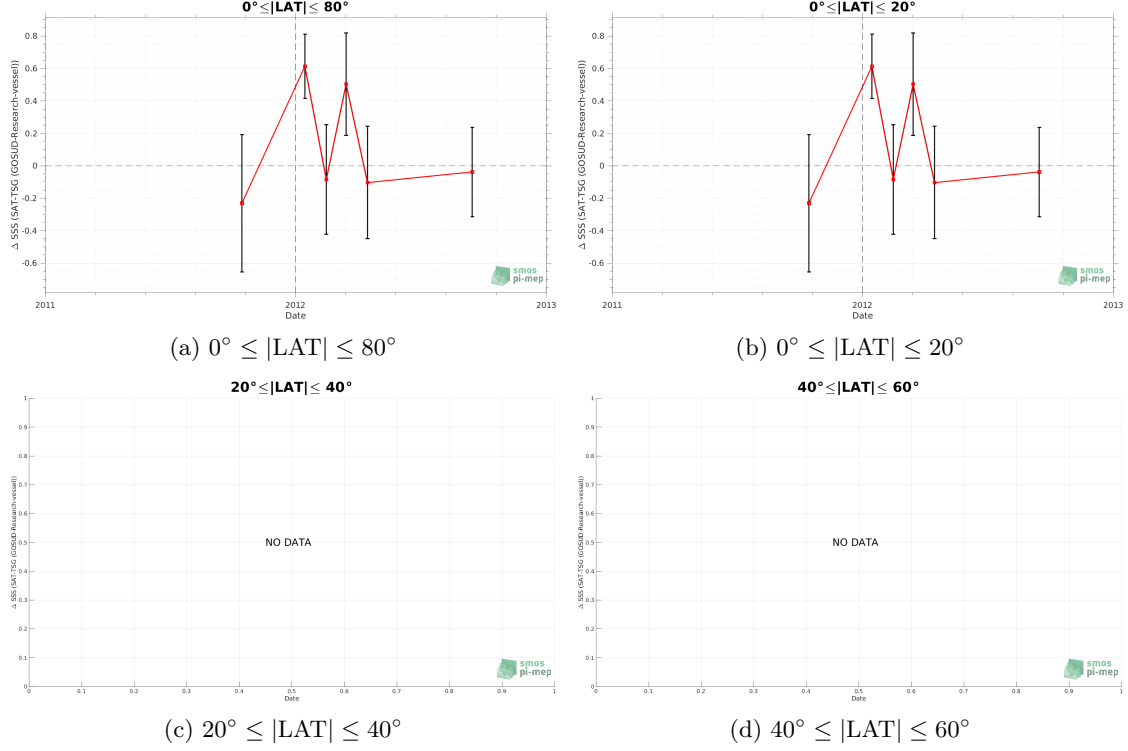 0°≤|LAT|≤ 80°
Δ SSS (SAT-TSG (GOSUD-Research-vessel))
0.8
0.6
0.4
0.2
0
-0.2
-0.4
-0.6
2011
2012
2013
Date
smos
pi-mep
(a) 0° ≤ |LAT| ≤ 80°
0°≤|LAT|≤ 20°
Δ SSS (SAT-TSG (GOSUD-Research-vessel))
0.8
0.6
0.4
0.2
0
-0.2
-0.4
-0.6
2011
2012
2013
Date
smos
pi-mep
(b) 0° ≤ |LAT| ≤ 20°
20°≤|LAT|≤ 40°
Δ SSS (SAT-TSG (GOSUD-Research-vessel))
1
0.9
0.8
0.7
0.6
0.5
0.4
0.3
0.2
0.1
0
NO DATA
0 0.1 0.2 0.3 0.4 0.5 0.6 0.7 0.8 0.9 1
Date
smos
pi-mep
(c) 20° ≤ |LAT| ≤ 40°
40°≤|LAT|≤ 60°
Δ SSS (SAT-TSG (GOSUD-Research-vessel))
1
0.9
0.8
0.7
0.6
0.5
0.4
0.3
0.2
0.1
0
NO DATA
0 0.1 0.2 0.3 0.4 0.5 0.6 0.7 0.8 0.9 1
Date
smos
pi-mep
(d) 40° ≤ |LAT| ≤ 60°